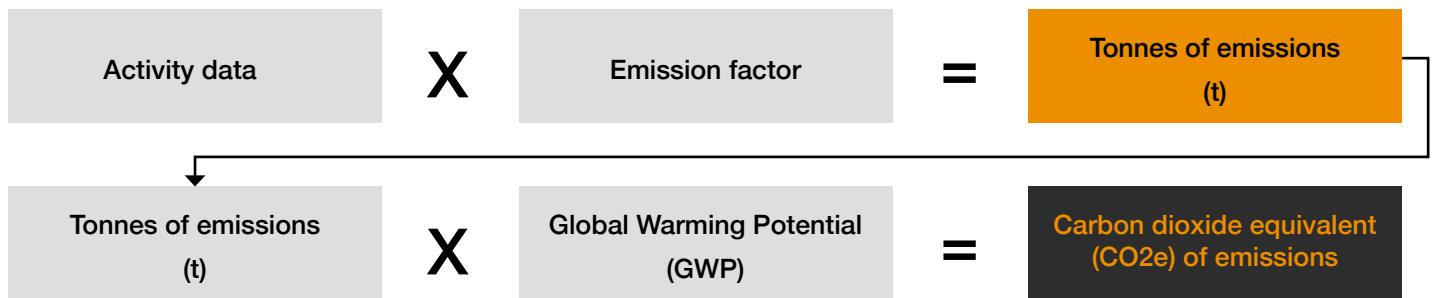 Activity data
X
Emission factor
=
Tonnes of emissions
(t)
Tonnes of emissions
(t)
X
Global Warming Potential
(GWP)
=
Carbon dioxide equivalent
(CO2e) of emissions